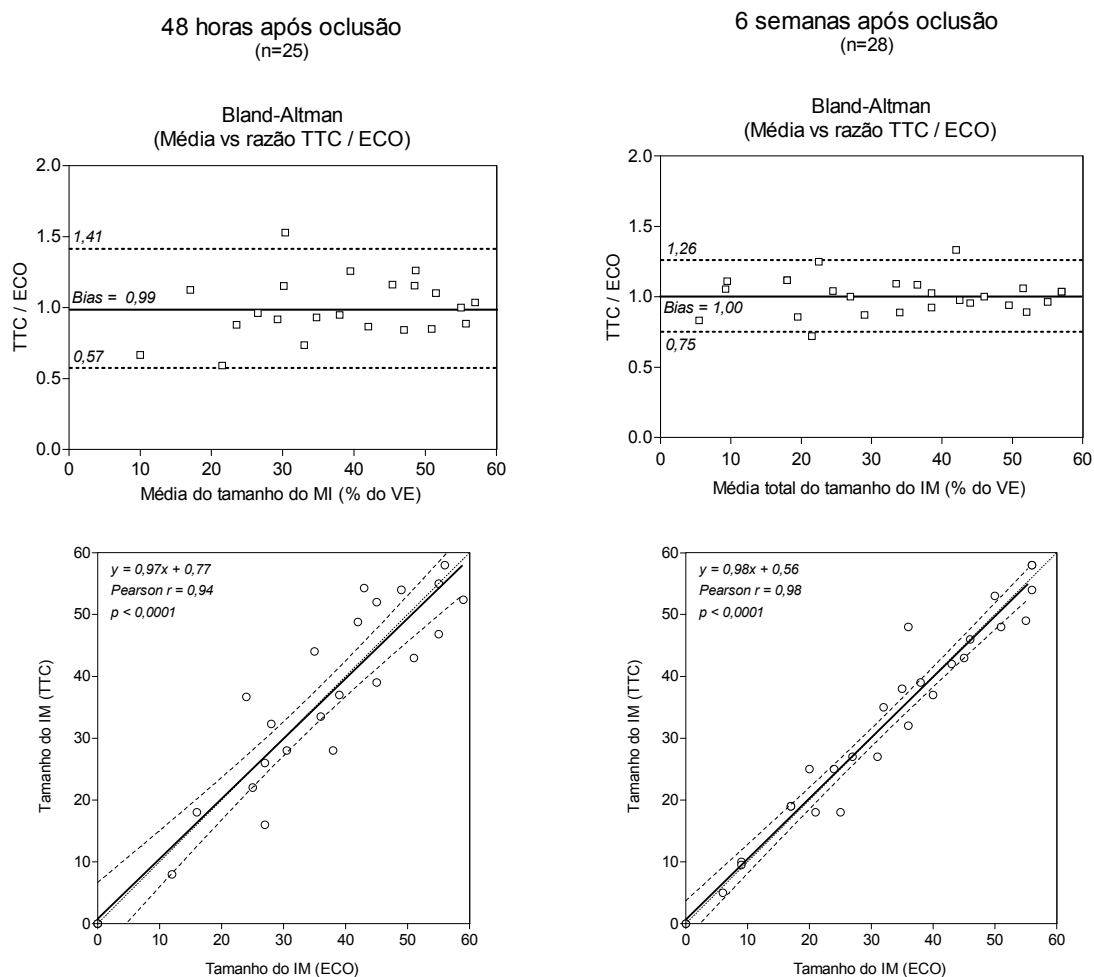 48 horas após oclusão
(n=25)
6 semanas após oclusão
(n=28)
Bland-Altman
(Média vs razão TTC / ECO)
TTC / ECO
2.0
1.5
1.0
0.5
0.0
1,41
Bias = 0,99
0,57
0 10 20 30 40 50 60
Média do tamanho do MI (% do VE)
Bland-Altman
(Média vs razão TTC / ECO)
TTC / ECO
2.0
1.5
1.0
0.5
0.0
1,26
Bias = 1,00
0,75
0 10 20 30 40 50 60
Média total do tamanho do IM (% do VE)
Tamanho do IM (TTC)
60
50
40
30
20
10
0
y = 0,97x + 0,77
Pearson r = 0,94
p < 0,0001
0 10 20 30 40 50 60
Tamanho do IM (ECO)
Tamanho do IM (TTC)
60
50
40
30
20
10
0
y = 0,98x + 0,56
Pearson r = 0,98
p < 0,0001
0 10 20 30 40 50 60
Tamanho do IM (ECO)